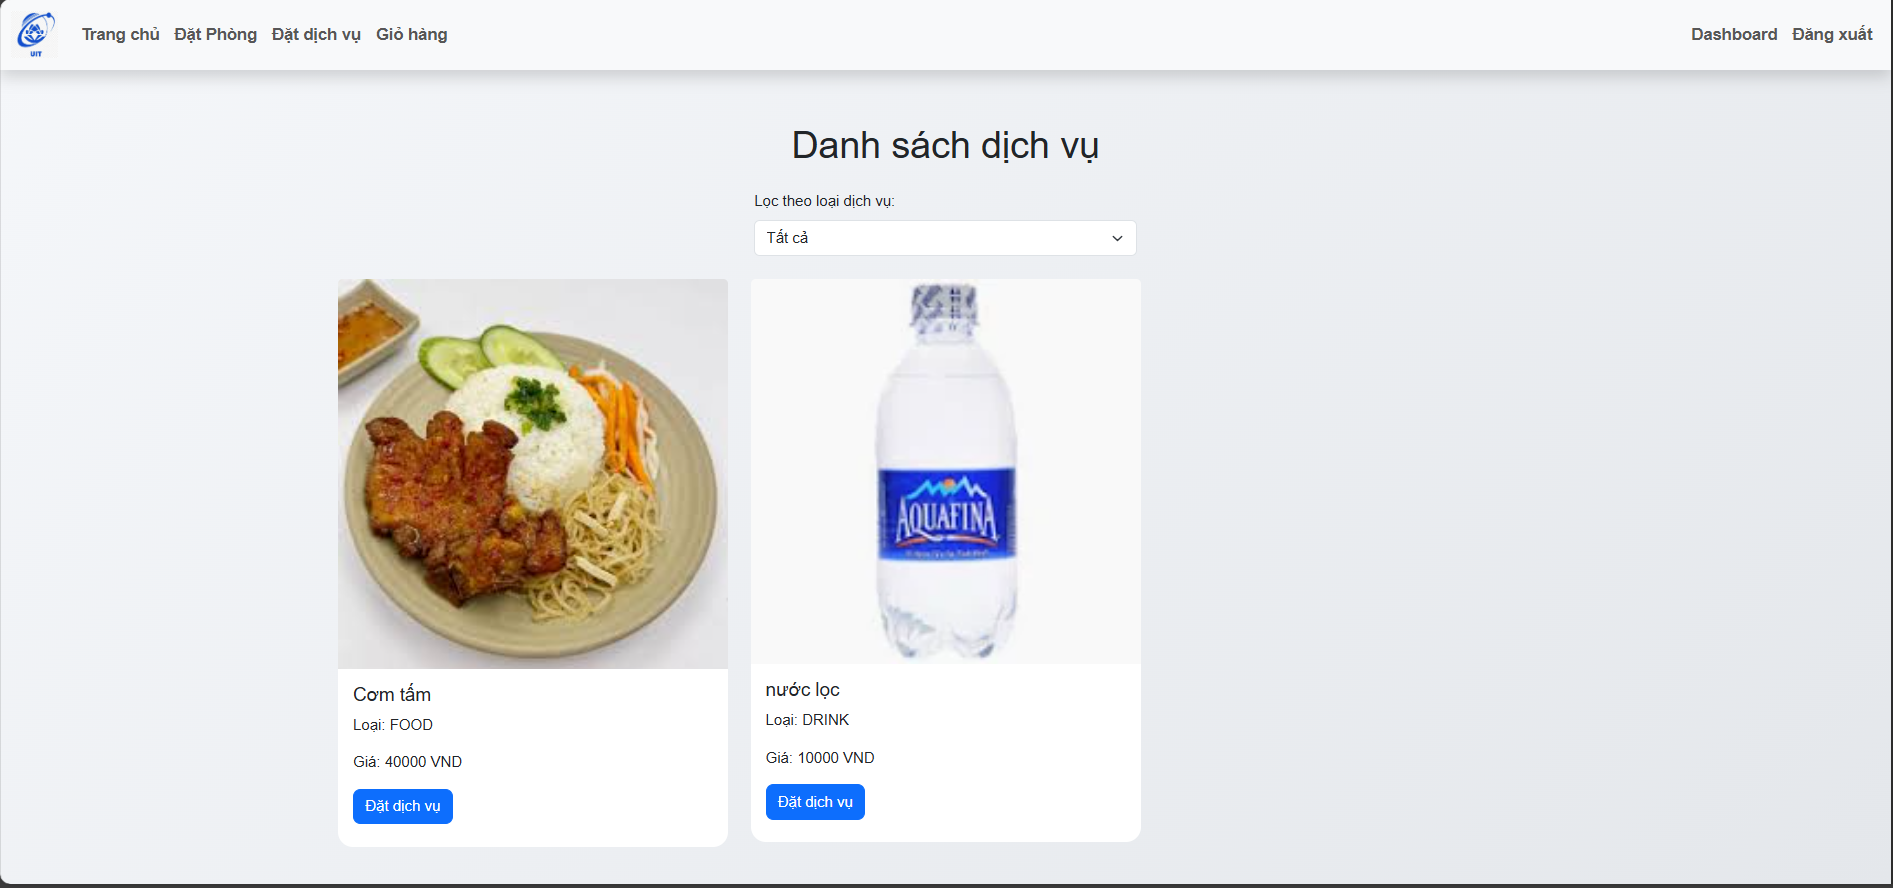 UIT
Trang chủ Đặt Phòng Đặt dịch vụ Giỏ hàng Dashboard Đăng xuất
Danh sách dịch vụ
Lọc theo loại dịch vụ:
Tất cả
AQUAFINA
Cơm tấm
Loại: FOOD
Giá: 40000 VND
Đặt dịch vụ
nước lọc
Loại: DRINK
Giá: 10000 VND
Đặt dịch vụ